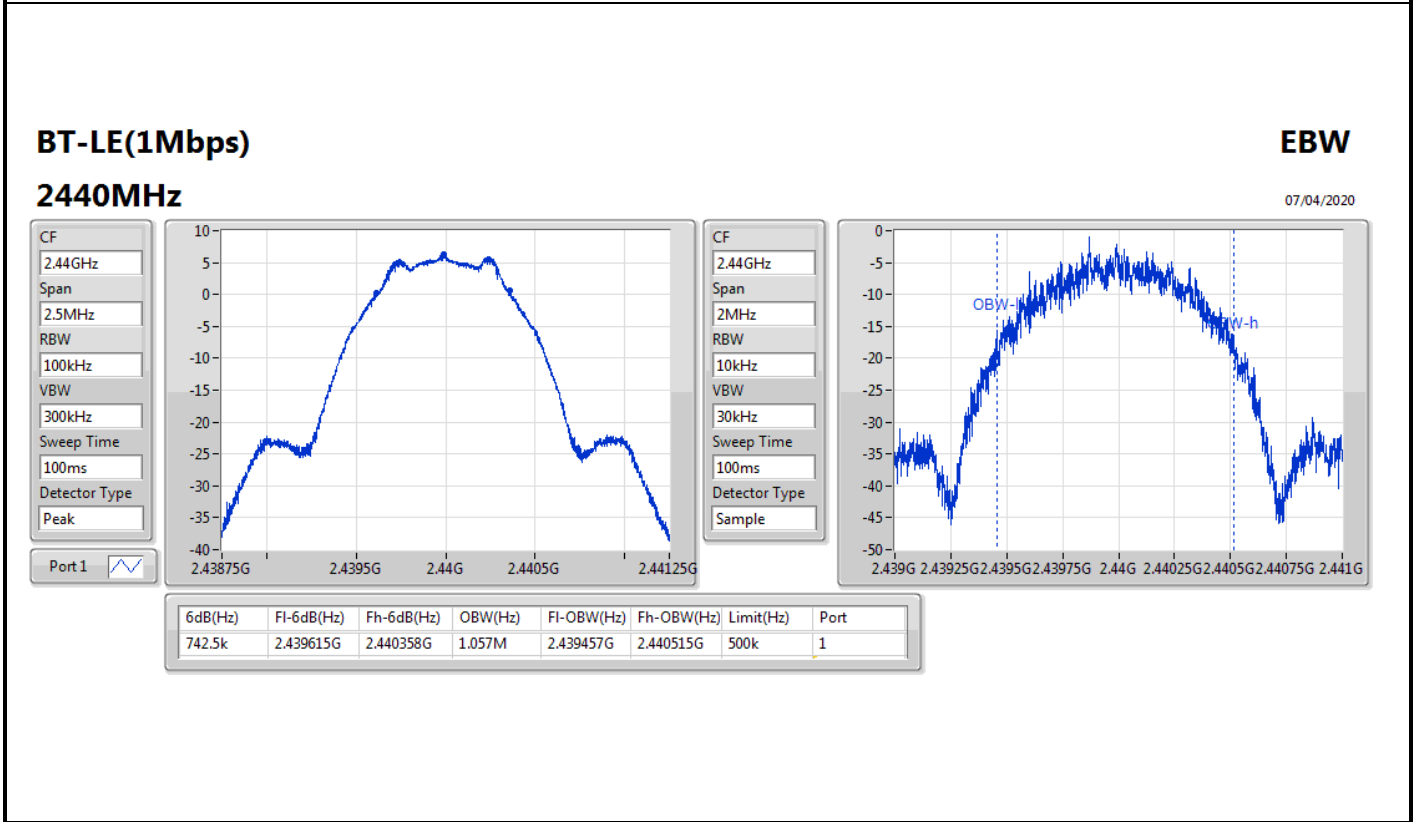 BT-LE(1Mbps)
EBW
2440MHz
07/04/2020
CF
2.44GHz
Span
2.5MHz
RBW
100kHz
VBW
300kHz
Sweep Time
100ms
Detector Type
Peak
Port 1
10
5
0
-5
-10
-15
-20
-25
-30
-35
-40
2.43875G 2.4395G 2.44G 2.4405G 2.44125G
CF
2.44GHz
Span
2MHz
RBW
10kHz
VBW
30kHz
Sweep Time
100ms
Detector Type
Sample
0
-5
-10
-15
-20
-25
-30
-35
-40
-45
-50
2.439G 2.43925G 2.4395G 2.43975G 2.44G 2.44025G 2.4405G 2.44075G 2.441G
6dB(Hz) Fl-6dB(Hz) Fh-6dB(Hz) OBW(Hz) Fl-OBW(Hz) Fh-OBW(Hz) Limit(Hz) Port
742.5k 2.439615G 2.440358G 1.057M 2.439457G 2.440515G 500k 1